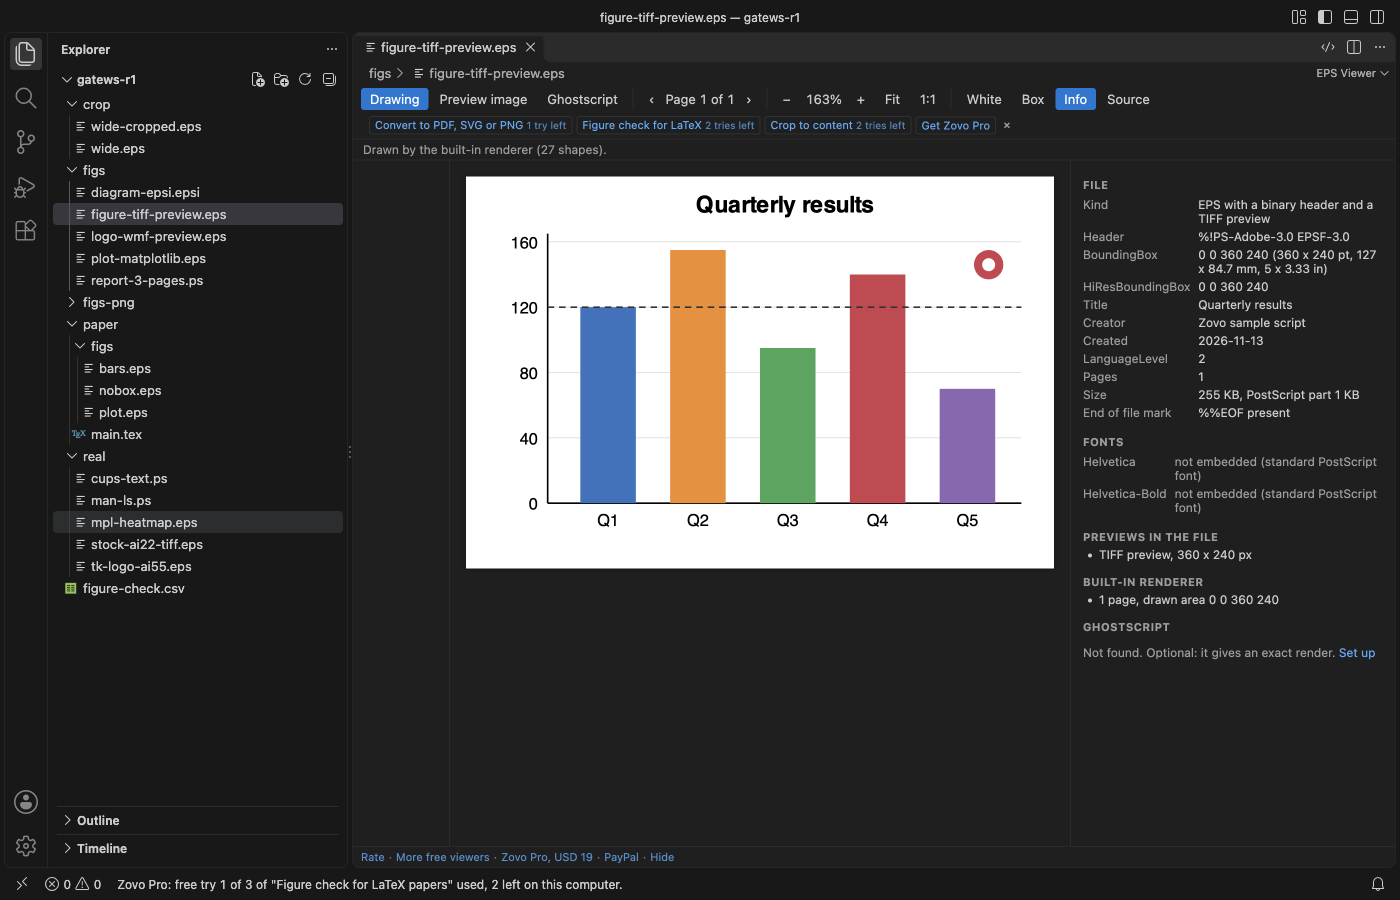 figure-tiff-preview.eps — gatews-r1
Explorer
gatews-r1
crop
wide-cropped.eps
wide.eps
figs
diagram-epsi.epsi
figure-tiff-preview.eps
logo-wmf-preview.eps
plot-matplotlib.eps
report-3-pages.ps
figs-png
paper
figs
bars.eps
nobox.eps
plot.eps
TEX main.tex
real
cups-text.ps
man-ls.ps
mpl-heatmap.eps
stock-ai22-tiff.eps
tk-logo-ai55.eps
figure-check.csv
Outline
Timeline
figure-tiff-preview.eps
figs > figure-tiff-preview.eps
EPS Viewer
Drawing Preview image Ghostscript ‹ Page 1 of 1 › − 163% + Fit 1:1 White Box Info Source
Convert to PDF, SVG or PNG 1 try left Figure check for LaTeX 2 tries left Crop to content 2 tries left Get Zovo Pro ×
Drawn by the built-in renderer (27 shapes).
Quarterly results
160
120
80
40
0
Q1 Q2 Q3 Q4 Q5
FILE
Kind EPS with a binary header and a
TIFF preview
Header %!PS-Adobe-3.0 EPSF-3.0
BoundingBox 0 0 360 240 (360 x 240 pt, 127
x 84.7 mm, 5 x 3.33 in)
HiResBoundingBox 0 0 360 240
Title Quarterly results
Creator Zovo sample script
Created 2026-11-13
LanguageLevel 2
Pages 1
Size 255 KB, PostScript part 1 KB
End of file mark %%EOF present
FONTS
Helvetica not embedded (standard PostScript
font)
Helvetica-Bold not embedded (standard PostScript
font)
PREVIEWS IN THE FILE
• TIFF preview, 360 x 240 px
BUILT-IN RENDERER
• 1 page, drawn area 0 0 360 240
GHOSTSCRIPT
Not found. Optional: it gives an exact render. Set up
Rate · More free viewers · Zovo Pro, USD 19 · PayPal · Hide
0 0 Zovo Pro: free try 1 of 3 of "Figure check for LaTeX papers" used, 2 left on this computer.